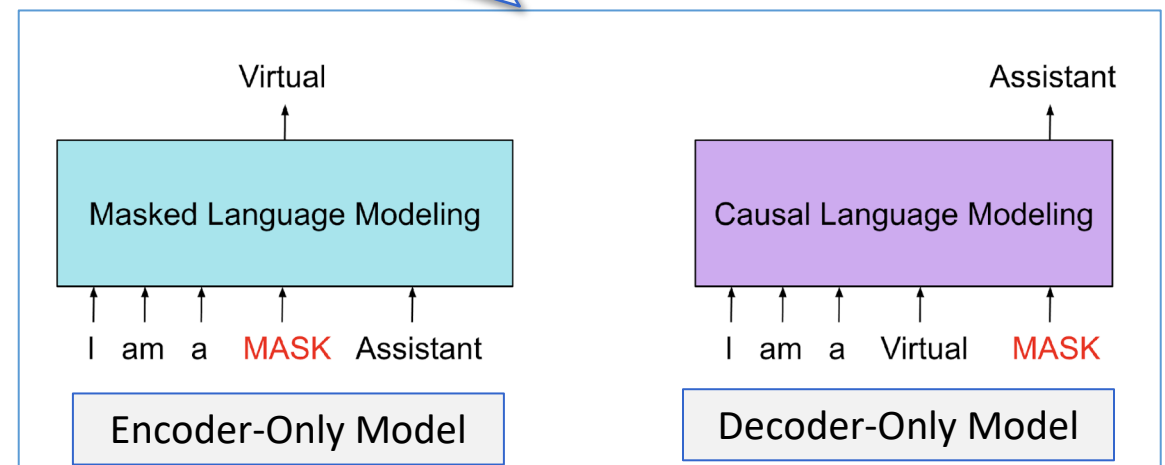 Virtual
Masked Language Modeling
I am a MASK Assistant
Encoder-Only Model
Assistant
Causal Language Modeling
I am a Virtual MASK
Decoder-Only Model